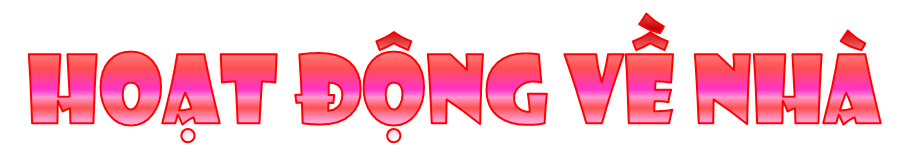 HOẠT ĐỘNG VỀ NHÀ